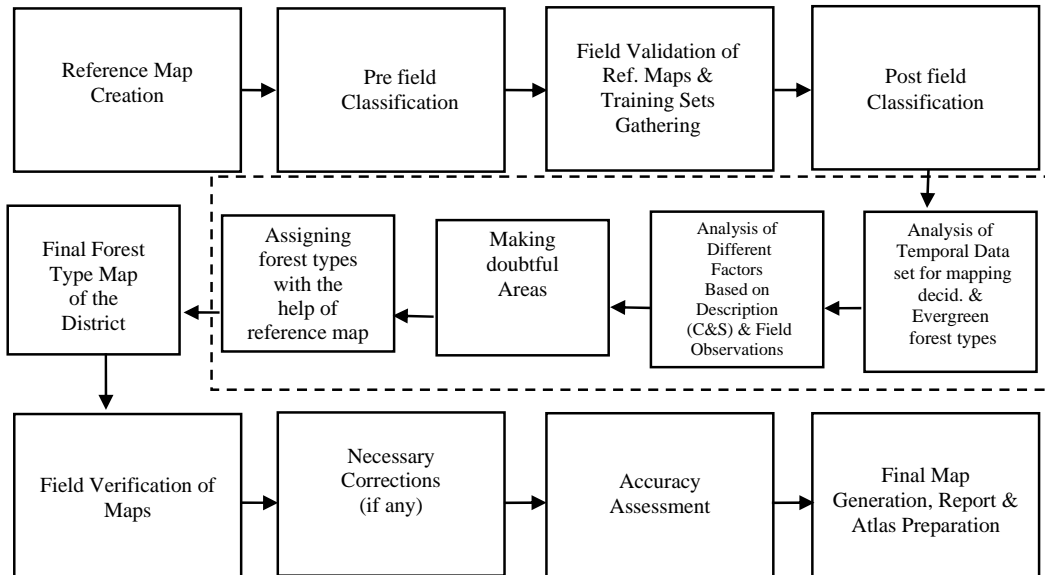 Reference Map
Creation
Pre field
Classification
Field Validation of
Ref. Maps &
Training Sets
Gathering
Post field
Classification
Analysis of
Temporal Data
set for mapping
decid. &
Evergreen
forest types
Analysis of
Different
Factors
Based on
Description
(C&S) & Field
Observations
Making
doubtful
Areas
Assigning
forest types
with the
help of
reference map
Final Forest
Type Map
of the
District
Field Verification of
Maps
Necessary
Corrections
(if any)
Accuracy
Assessment
Final Map
Generation, Report &
Atlas Preparation